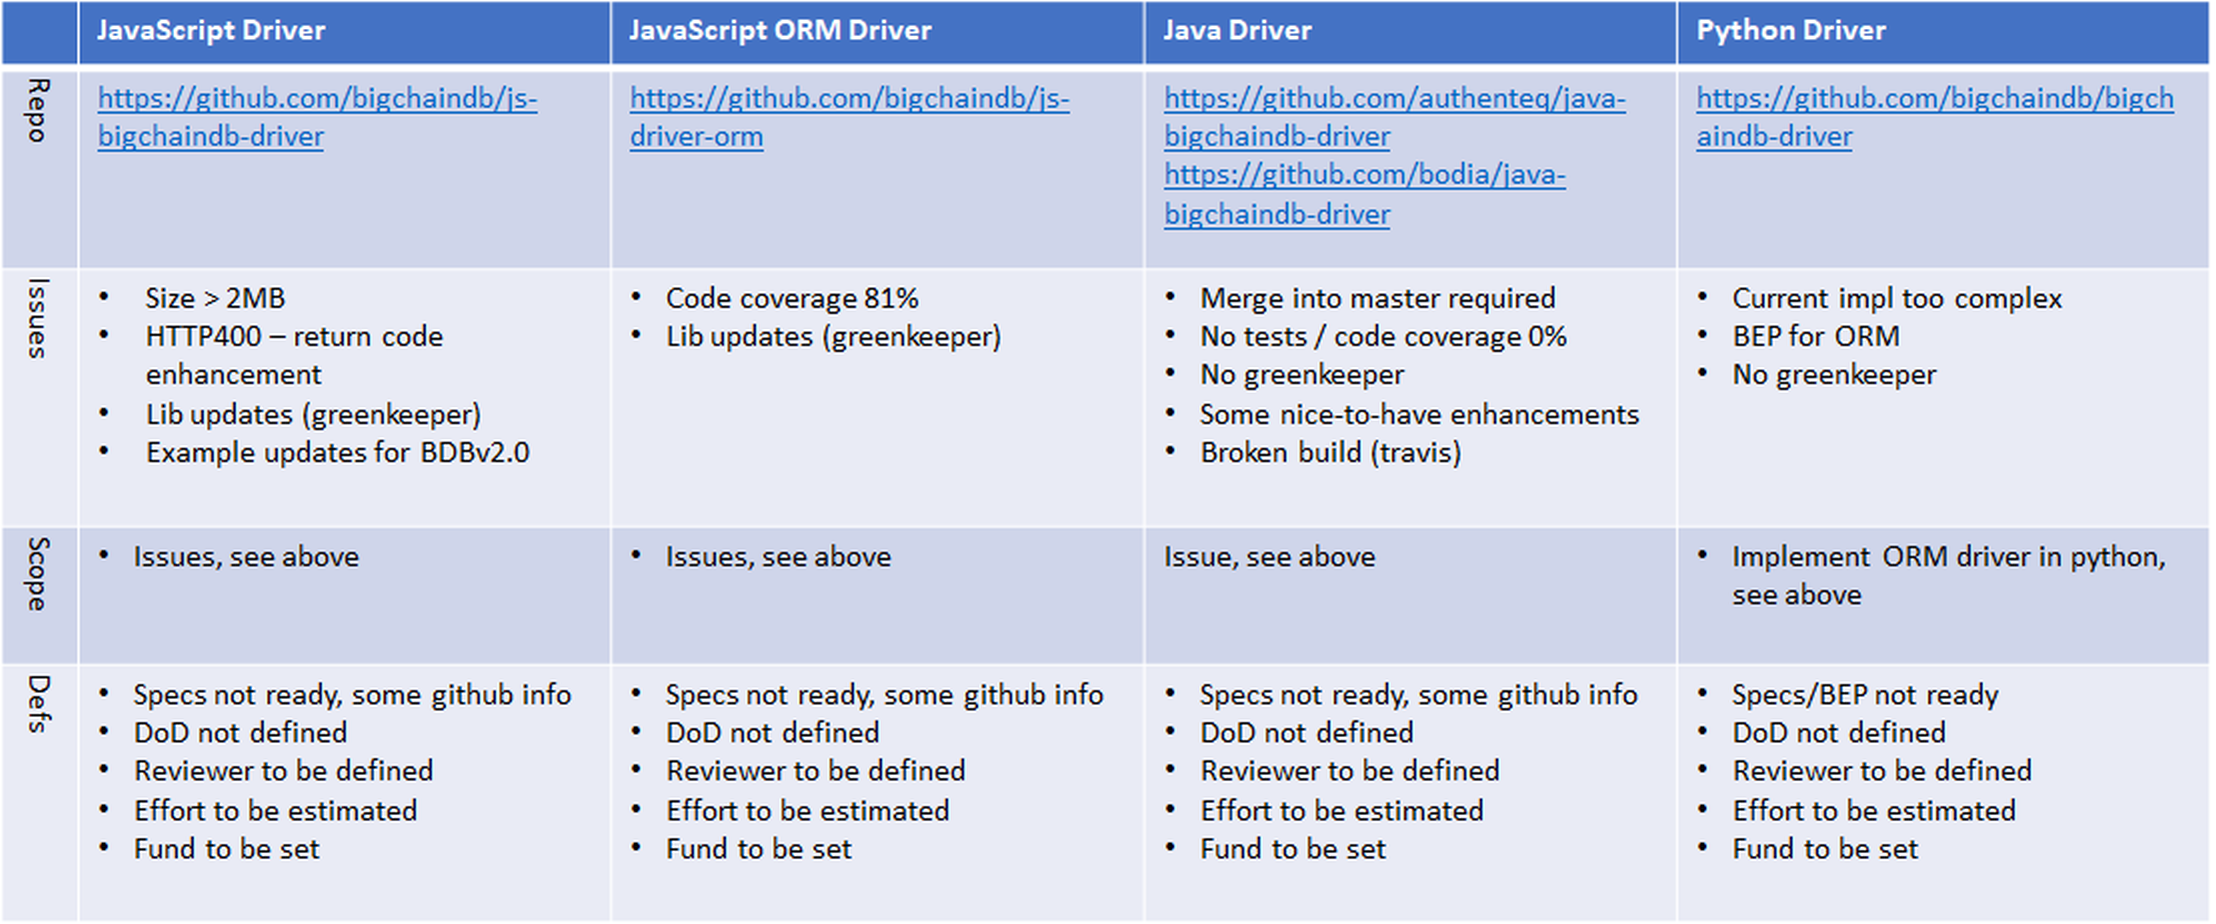 JavaScript Driver
JavaScript ORM Driver
Java Driver
Python Driver
Repo
https://github.com/bigchaindb/js-
bigchaindb-driver
https://github.com/bigchaindb/js-
driver-orm
https://github.com/authenteq/java-
bigchaindb-driver
https://github.com/bodia/java-
bigchaindb-driver
https://github.com/bigchaindb/bigch
aindb-driver
Issues
• Size > 2MB
• HTTP400 – return code
enhancement
• Lib updates (greenkeeper)
• Example updates for BDBv2.0
• Code coverage 81%
• Lib updates (greenkeeper)
• Merge into master required
• No tests / code coverage 0%
• No greenkeeper
• Some nice-to-have enhancements
• Broken build (travis)
• Current impl too complex
• BEP for ORM
• No greenkeeper
Scope
• Issues, see above
• Issues, see above
Issue, see above
• Implement ORM driver in python,
see above
Defs
• Specs not ready, some github info
• DoD not defined
• Reviewer to be defined
• Effort to be estimated
• Fund to be set
• Specs not ready, some github info
• DoD not defined
• Reviewer to be defined
• Effort to be estimated
• Fund to be set
• Specs not ready, some github info
• DoD not defined
• Reviewer to be defined
• Effort to be estimated
• Fund to be set
• Specs/BEP not ready
• DoD not defined
• Reviewer to be defined
• Effort to be estimated
• Fund to be set